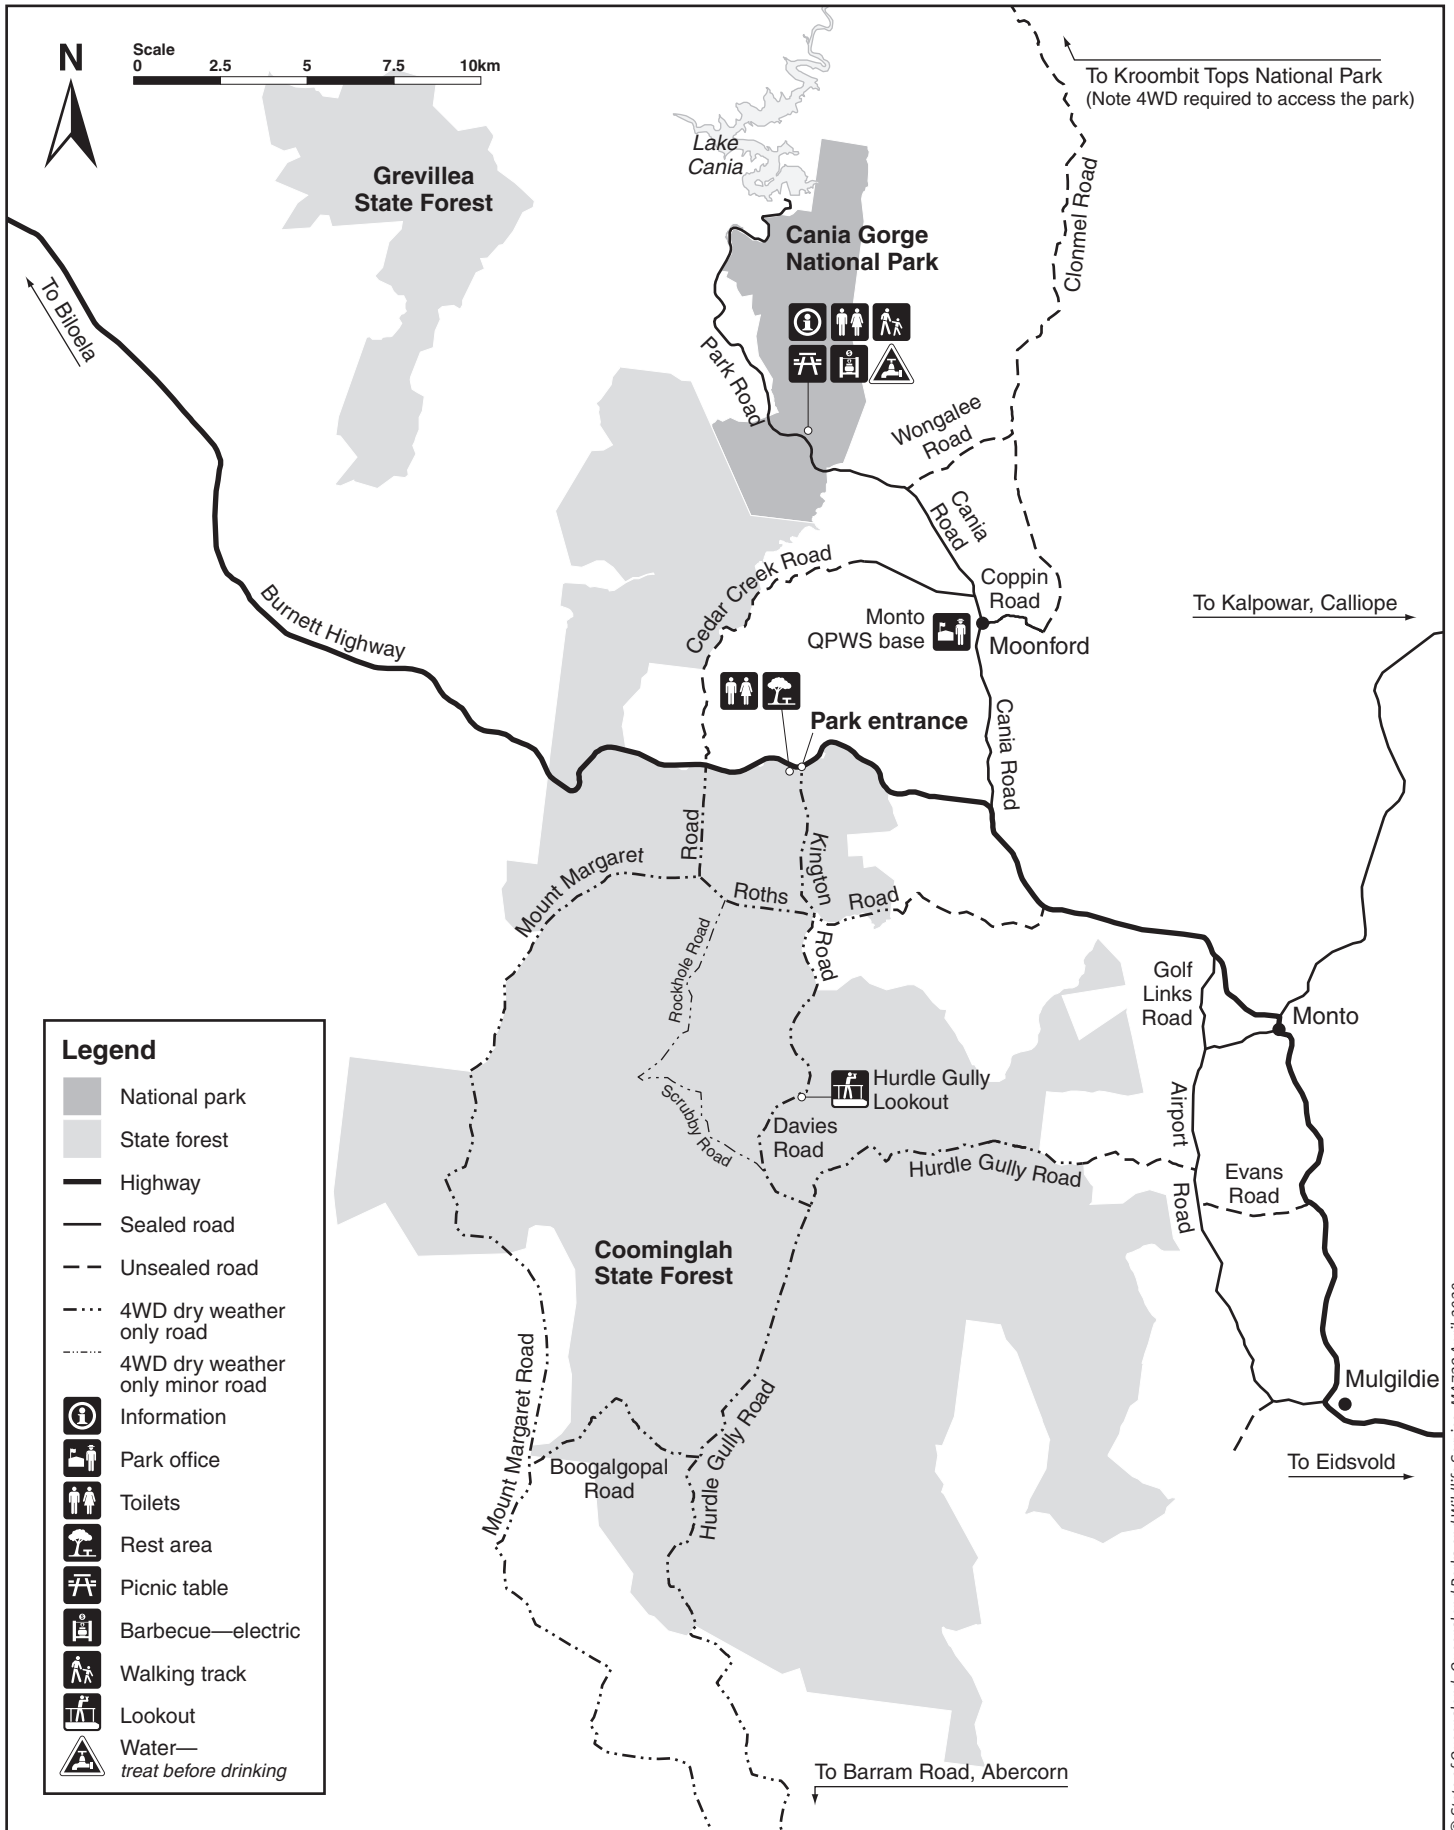 N
Scale
0 2.5 5 7.5 10km
To Kroombit Tops National Park
(Note 4WD required to access the park)
Lake
Cania
Grevillea
State Forest
Clonmel Road
Cania Gorge
National Park
To Biloela
Park Road
Wongalee
Road
Cania
Road
Cedar Creek Road
Coppin
Road
To Kalpowar, Calliope
Burnett Highway
Monto
QPWS base
Moonford
Park entrance
Cania Road
Road
Kington
Mount Margaret
Roths
Road
Road
Rockhole Road
Golf
Links
Road
Monto
Hurdle Gully
Lookout
Scrubby Road
Davies
Road
Airport
Hurdle Gully Road
Evans
Road
Road
Coominglah
State Forest
Mount Margaret Road
Mulgildie
Hurdle Gully Road
Boogalgopal
Road
To Eidsvold
To Barram Road, Abercorn
Legend
National park
State forest
Highway
Sealed road
Unsealed road
4WD dry weather
only road
4WD dry weather
only minor road
Information
Park office
Toilets
Rest area
Picnic table
Barbecue—electric
Walking track
Lookout
Water—
treat before drinking